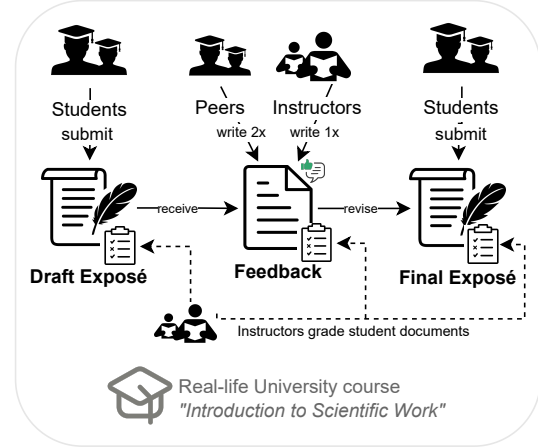 Students
submit
Peers
write 2x
Instructors
write 1x
Students
submit
receive
revise
Draft Exposé
Feedback
Final Exposé
Instructors grade student documents
Real-life University course
"Introduction to Scientific Work"